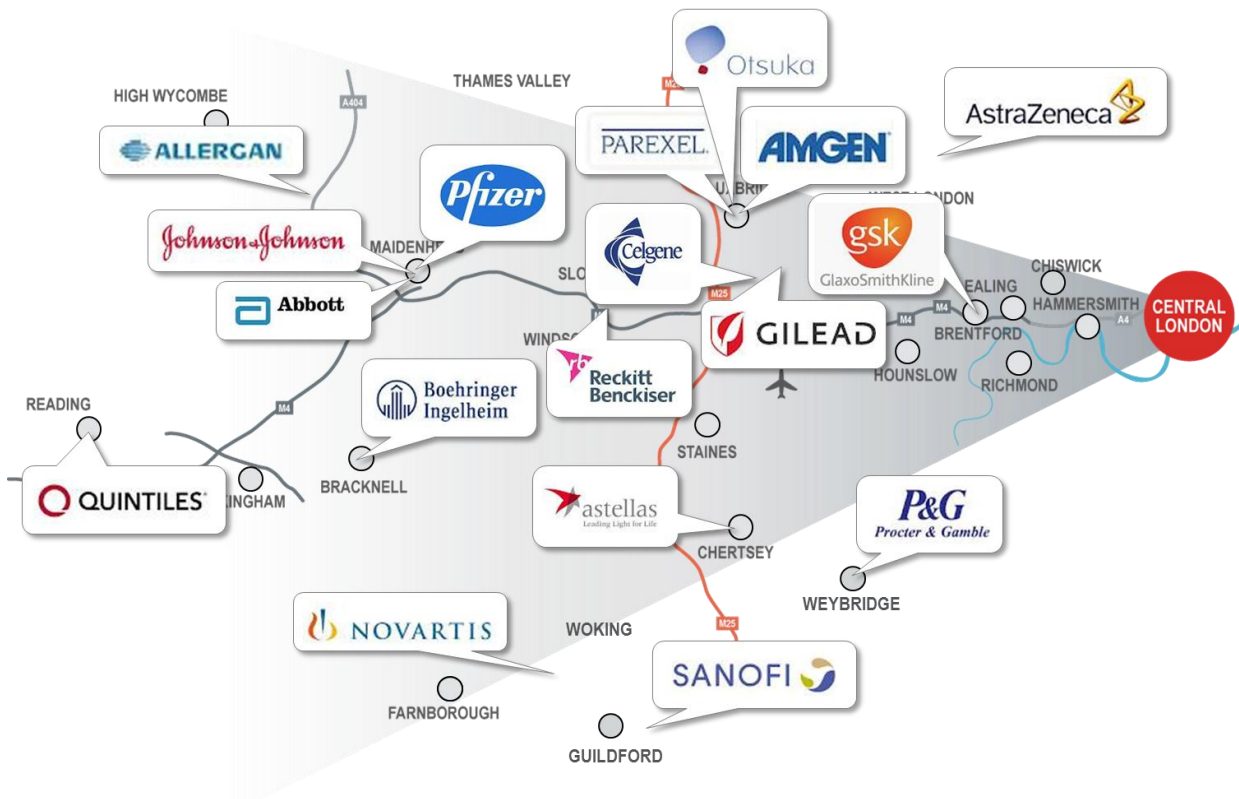 Otsuka
THAMES VALLEY
HIGH WYCOMBE
A404
AstraZeneca
ALLERGAN
PAREXEL
AMGEN
Pfizer
Johnson & Johnson
Celgene
gsk
GlaxoSmithKline
CHISWICK
EALING
HAMMERSMITH
CENTRAL
LONDON
Abbott
M25
M4
M4
A4
GILEAD
BRENTFORD
HOUNSLOW
RICHMOND
rb
Reckitt
Benckiser
Boehringer
Ingelheim
READING
M4
STAINES
BRACKNELL
QUINTILES
astellas
Leading Light for Life
CHERTSEY
P&G
Procter & Gamble
WEYBRIDGE
NOVARTIS
WOKING
M25
SANOFI
FARNBOROUGH
GUILDFORD